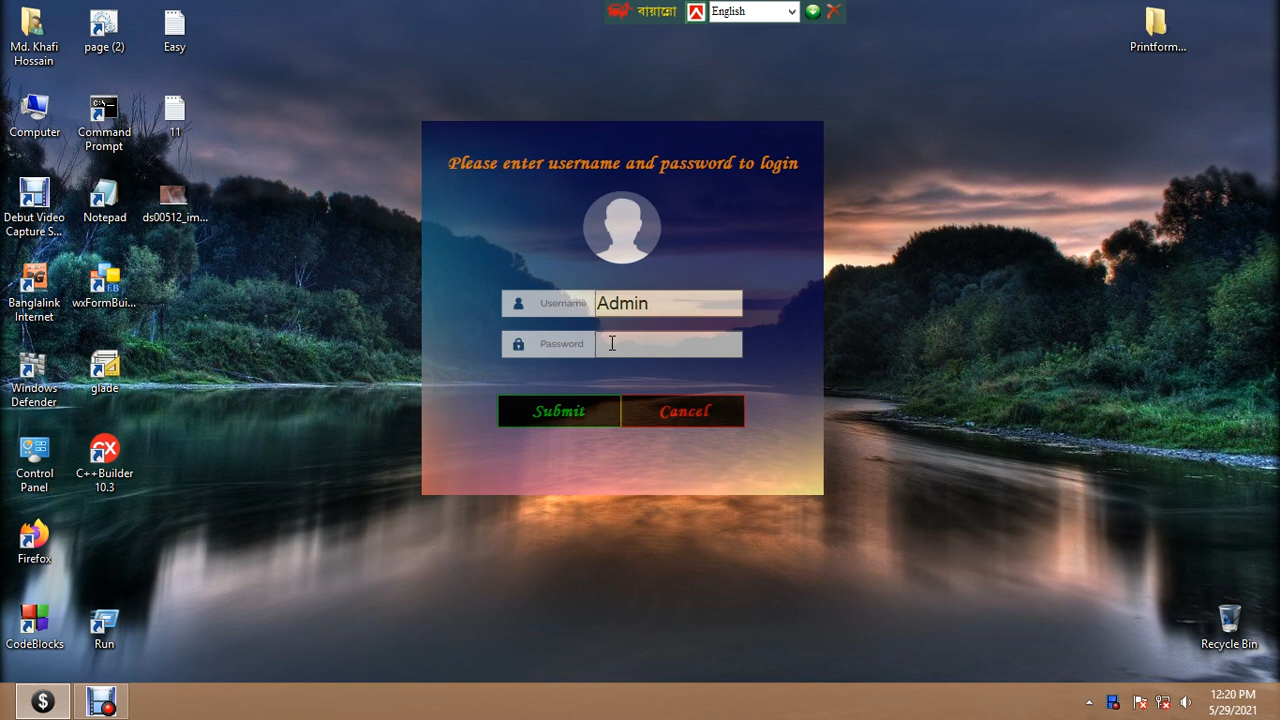 বায়ান্নো
English
Md. Khafi
Hossain
page (2)
Easy
Printform...
Computer
Command
Prompt
11
Debut Video
Capture S...
Notepad
ds00512_im...
Banglalink
Internet
wxFormBui...
Windows
Defender
glade
Control
Panel
C++Builder
10.3
Firefox
CodeBlocks
Run
Recycle Bin
Please enter username and password to login
Username
Admin
Password
Submit
Cancel
12:20 PM
5/29/2021